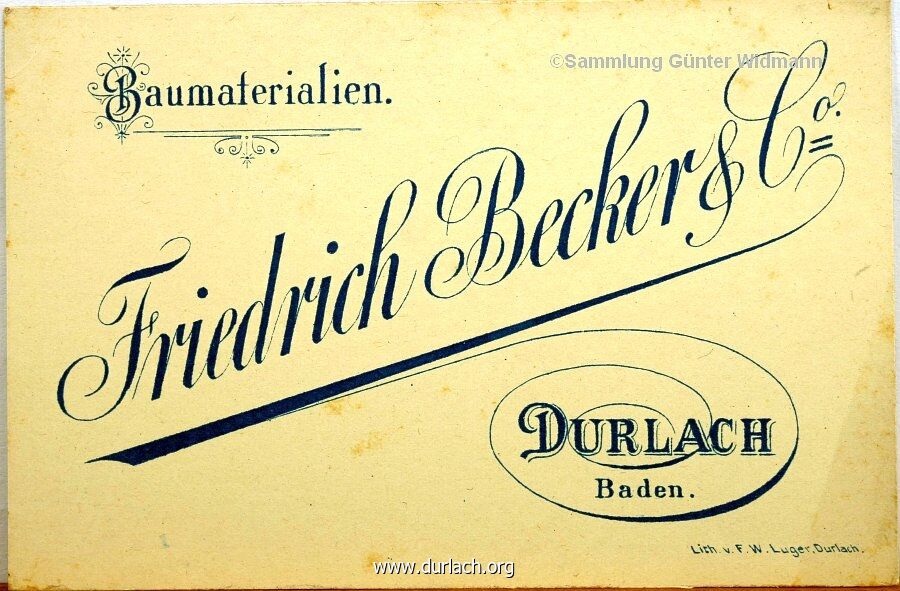 ©Sammlung Günter Widmann
Baumaterialien.
Friedrich Becker & Co.
DURLACH
Baden.
Lith. v. F. W. Luger, Durlach.
www.durlach.org